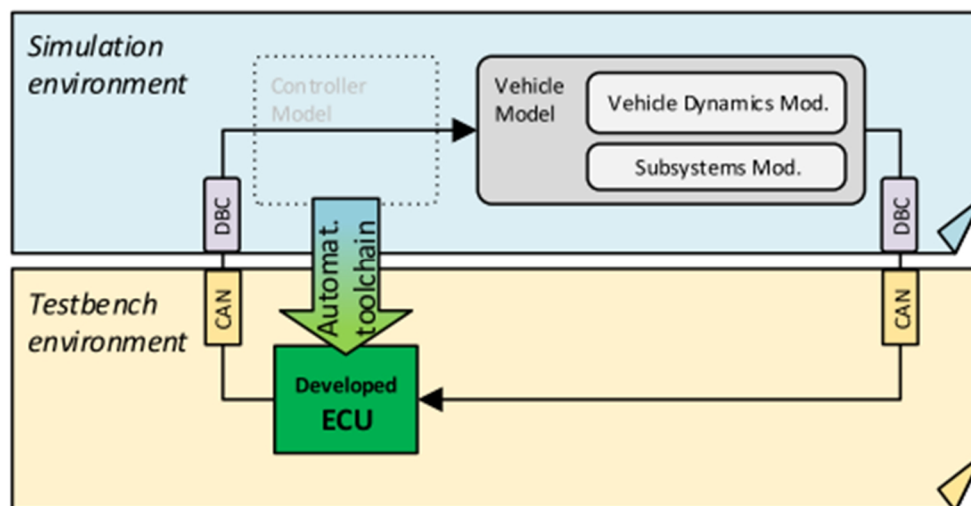 Simulation
environment
Controller
Model
Vehicle
Model
Vehicle Dynamics Mod.
Subsystems Mod.
DBC
DBC
Automat.
toolchain
Testbench
environment
CAN
CAN
Developed
ECU